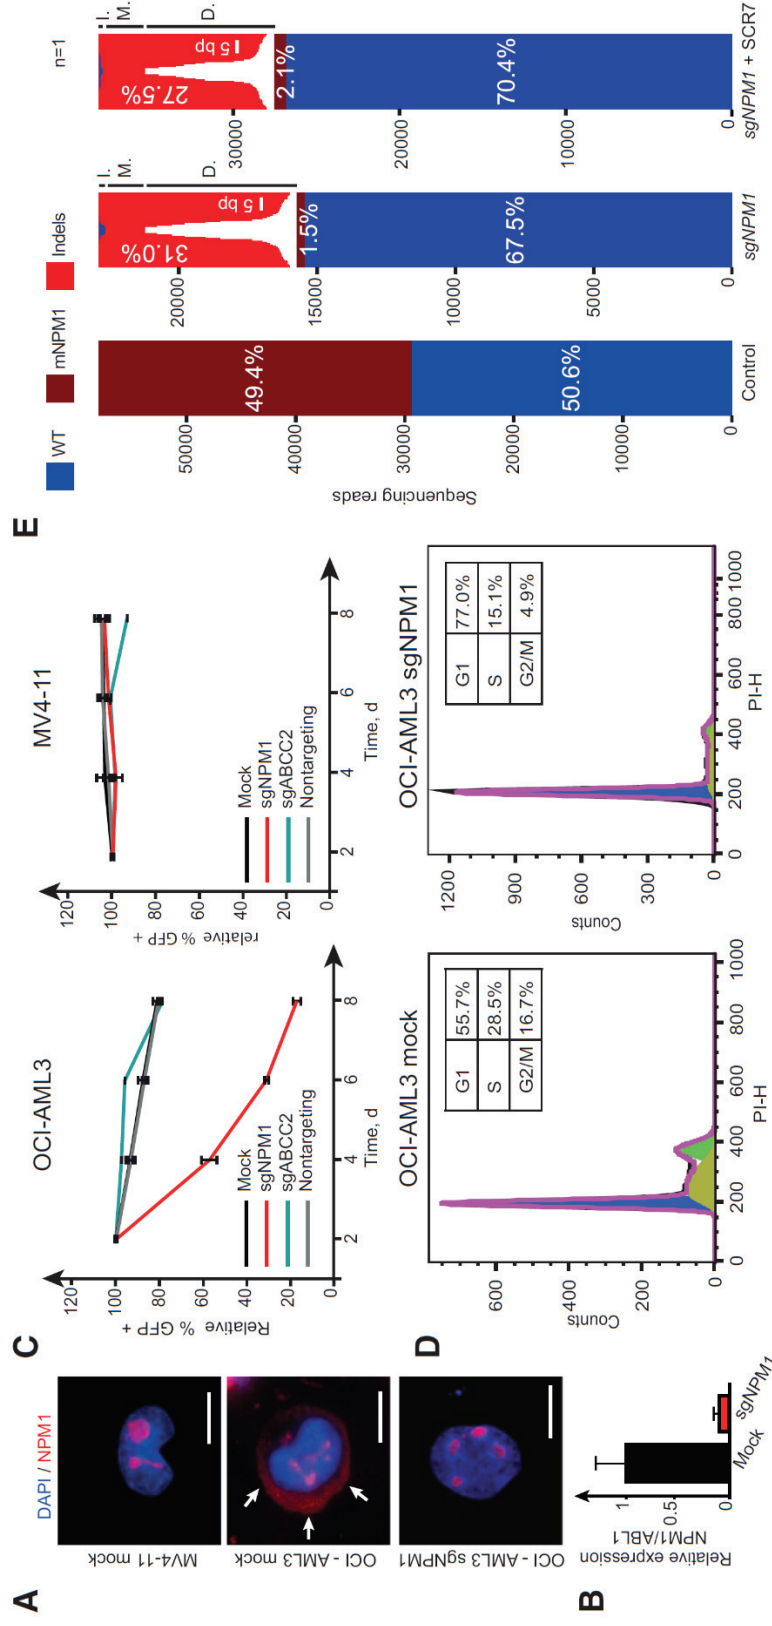 A
DAPI / NPM1
MV4-11 mock
OCI - AML3 mock
OCI - AML3 sgNPM1
B
Relative expression
NPM1/ABL1
1
0.5
0
Mock
sgNPM1
C
OCI-AML3
Relative % GFP +
120
100
80
60
40
20
0
Mock
sgNPM1
sgABCC2
Nontargeting
2
4
6
8
Time, d
MV4-11
relative % GFP +
120
100
80
60
40
20
0
Mock
sgNPM1
sgABCC2
Nontargeting
2
4
6
8
Time, d
D
OCI-AML3 mock
Counts
600
400
200
0
G1 55.7%
S 28.5%
G2/M 16.7%
0 200 400 600 800 1000
PI-H
OCI-AML3 sgNPM1
Counts
1200
900
600
300
0
G1 77.0%
S 15.1%
G2/M 4.9%
0 200 400 600 800 1000
PI-H
E
WT
mNPM1
Indels
n=1
Sequencing reads
50000
40000
30000
20000
10000
0
49.4%
50.6%
Control
20000
15000
10000
5000
0
31.0%
5 bp
1.5%
67.5%
I.
M.
D.
sgNPM1
30000
20000
10000
0
27.5%
5 bp
2.1%
70.4%
I.
M.
D.
sgNPM1 + SCR7